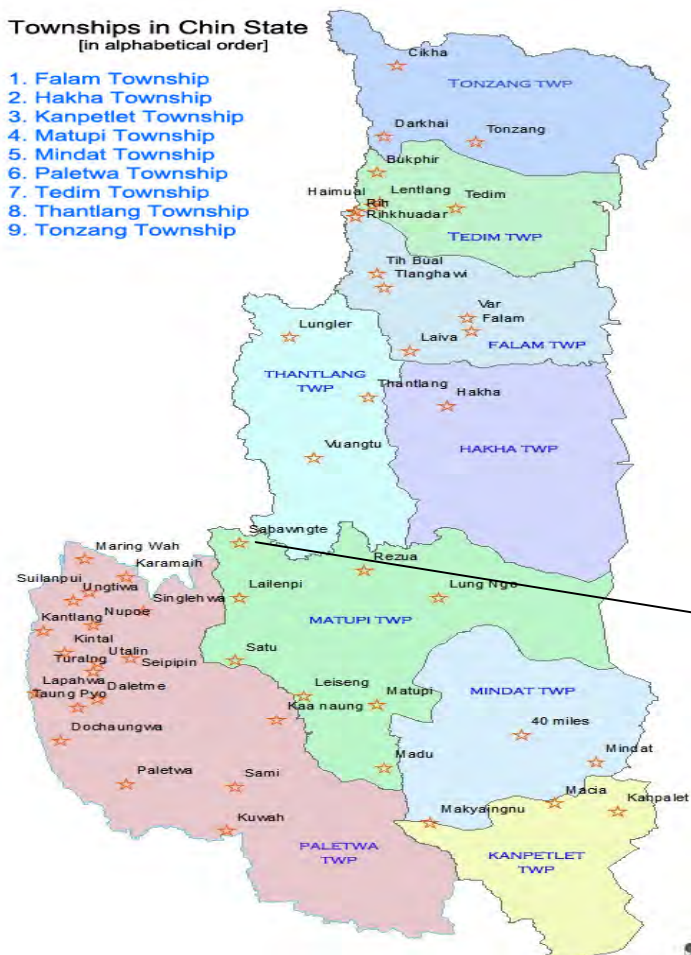 Townships in Chin State
[in alphabetical order]
1. Falam Township
2. Hakha Township
3. Kanpetlet Township
4. Matupi Township
5. Mindat Township
6. Paletwa Township
7. Tedim Township
8. Thantlang Township
9. Tonzang Township
Cikha
TONZANG TWP
Darkhai
Tonzang
Bukphir
Haimual
Lentlang
Rih
Tedim
Rihkhuadar
TEDIM TWP
Tih Bual
Tlanghawi
Var
Lungler
Falam
Laiva
FALAM TWP
THANTLANG
TWP
Thantlang
Hakha
Vuangtu
HAKHA TWP
Sabawngte
Maring Wah
Karamaih
Rezua
Suilanpui
Ungtiwa
Singlehwa
Lailenpi
Lung Ngo
Kantlang
Nupoe
MATUPI TWP
Kintal
Utalin
Satu
Turalng
Seipipin
Lapahwa
Leiseng
MINDAT TWP
Taung Pyo
Daletme
Kaa naung
Matupi
Dochaungwa
40 miles
Madu
Mindat
Paletwa
Sami
Macia
Kanpalet
Kuwah
Makyaingnu
PALETWA
TWP
KANPETLET
TWP